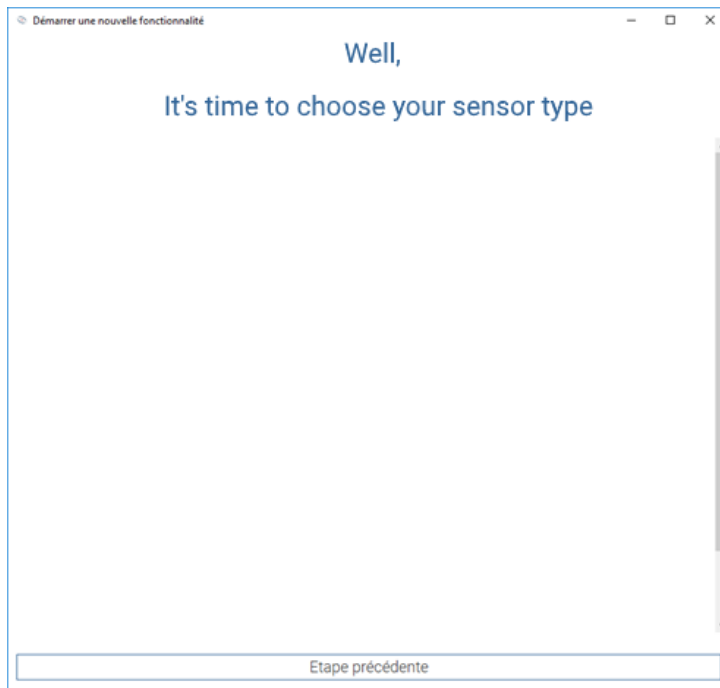 Démarrer une nouvelle fonctionnalité
Well,
It's time to choose your sensor type
Etape précédente